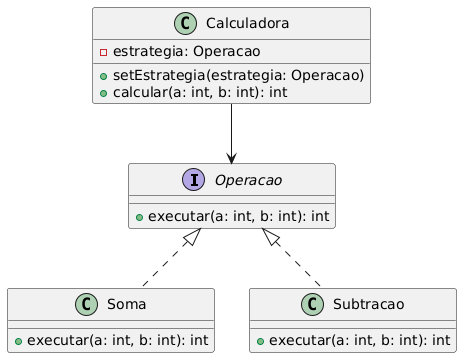 C Calculadora
estrategia: Operacao
setEstrategia(estrategia: Operacao)
calcular(a: int, b: int): int
I Operacao
executar(a: int, b: int): int
C Soma
executar(a: int, b: int): int
C Subtracao
executar(a: int, b: int): int